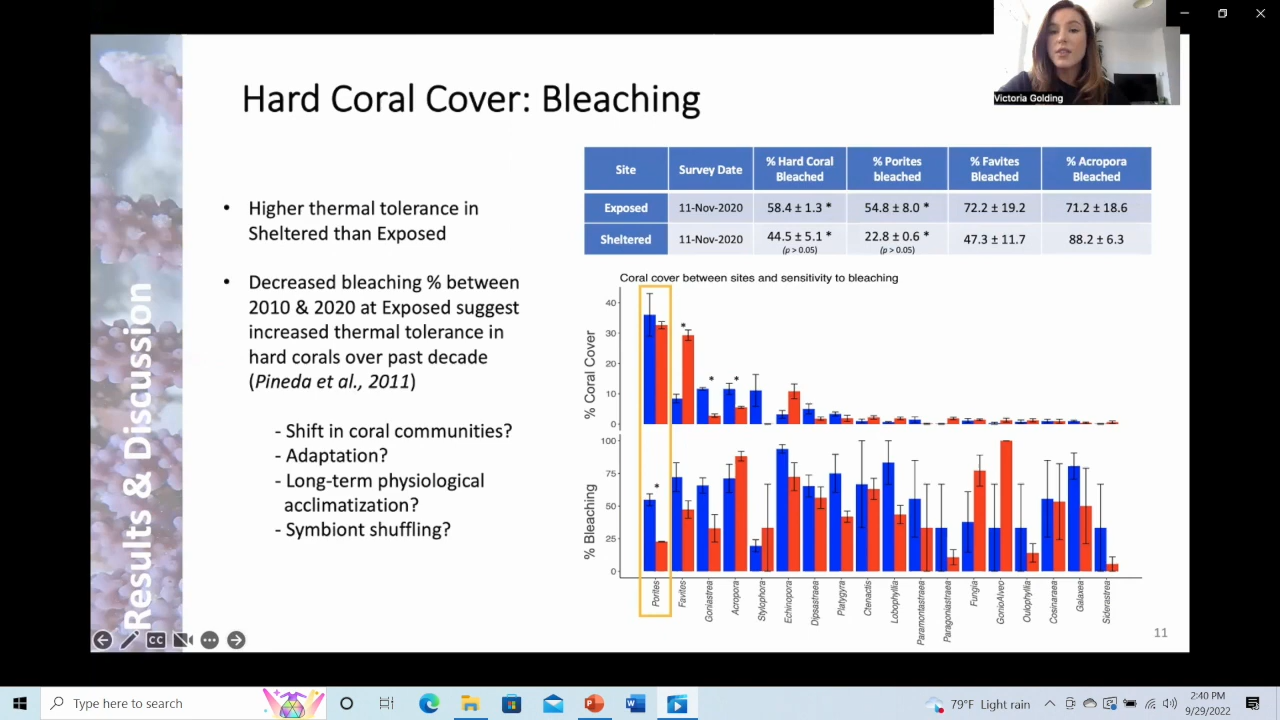 Victoria Golding
Hard Coral Cover: Bleaching
Results & Discussion
• Higher thermal tolerance in
Sheltered than Exposed
• Decreased bleaching % between
2010 & 2020 at Exposed suggest
increased thermal tolerance in
hard corals over past decade
(Pineda et al., 2011)
- Shift in coral communities?
- Adaptation?
- Long-term physiological
acclimatization?
- Symbiont shuffling?
Site Survey Date % Hard Coral Bleached % Porites bleached % Favites Bleached % Acropora Bleached
Exposed 11-Nov-2020 58.4 ± 1.3 * 54.8 ± 8.0 * 72.2 ± 19.2 71.2 ± 18.6
Sheltered 11-Nov-2020 44.5 ± 5.1 * 22.8 ± 0.6 * 47.3 ± 11.7 88.2 ± 6.3
(p > 0.05) (p > 0.05)
Coral cover between sites and sensitivity to bleaching
% Coral Cover
40
30
20
10
0
* * *
% Bleaching
100
75
50
25
0
*
Porites Favites Goniastrea Acropora Stylophora Echinopora Dipsastraea Platygyra Ctenactis Lobophyllia Paramontastraea Paragoniastraea Fungia GonioAlveo Oulophyllia Coscinaraea Galaxea Siderastrea
11
CC
Type here to search
79°F Light rain
2:40 PM
9/29/2022